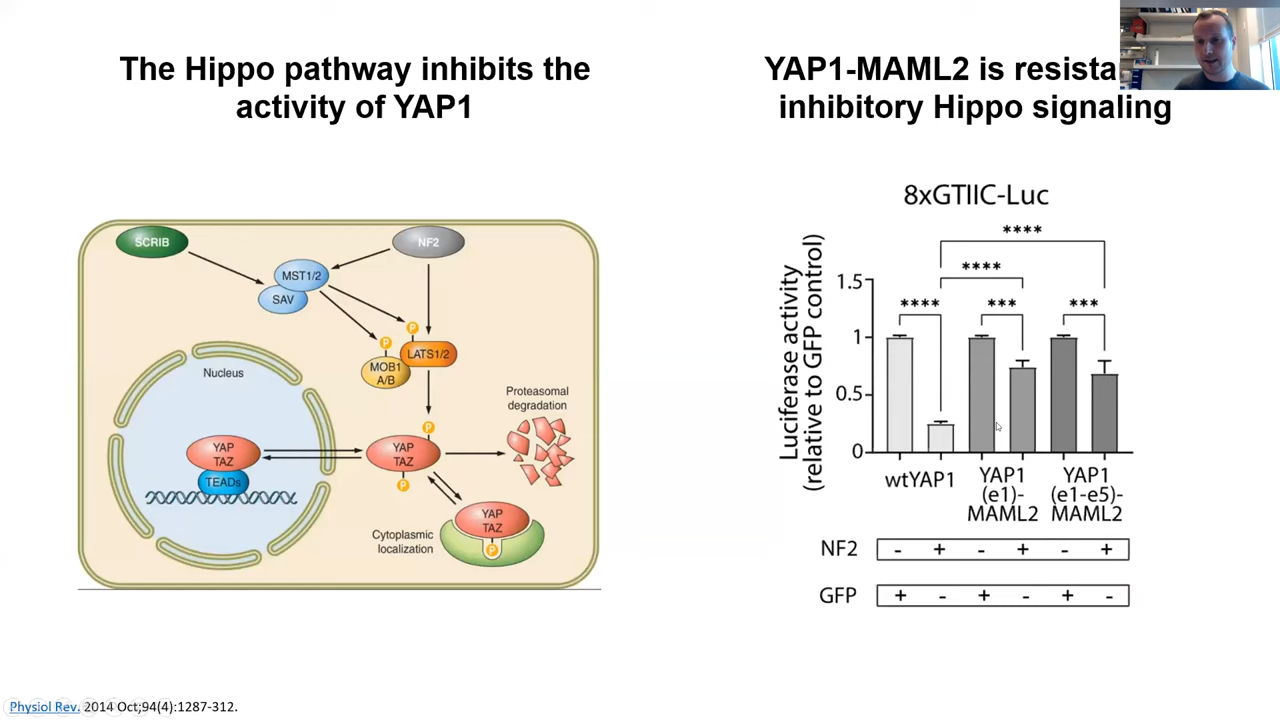 The Hippo pathway inhibits the
activity of YAP1
SCRIB
NF2
MST1/2
SAV
P
P
LATS1/2
MOB1
A/B
Nucleus
Proteasomal
degradation
P
YAP
TAZ
YAP
TAZ
TEADs
P
YAP
TAZ
Cytoplasmic
localization
P
Physiol Rev. 2014 Oct;94(4):1287-312.
YAP1-MAML2 is resista
inhibitory Hippo signaling
8xGTIIC-Luc
Luciferase activity
(relative to GFP control)
****
****
**** *** ***
1.5
1
0.5
0
wtYAP1
YAP1
(e1)-
MAML2
YAP1
(e1-e5)-
MAML2
NF2 - + - + - +
GFP + - + - + -